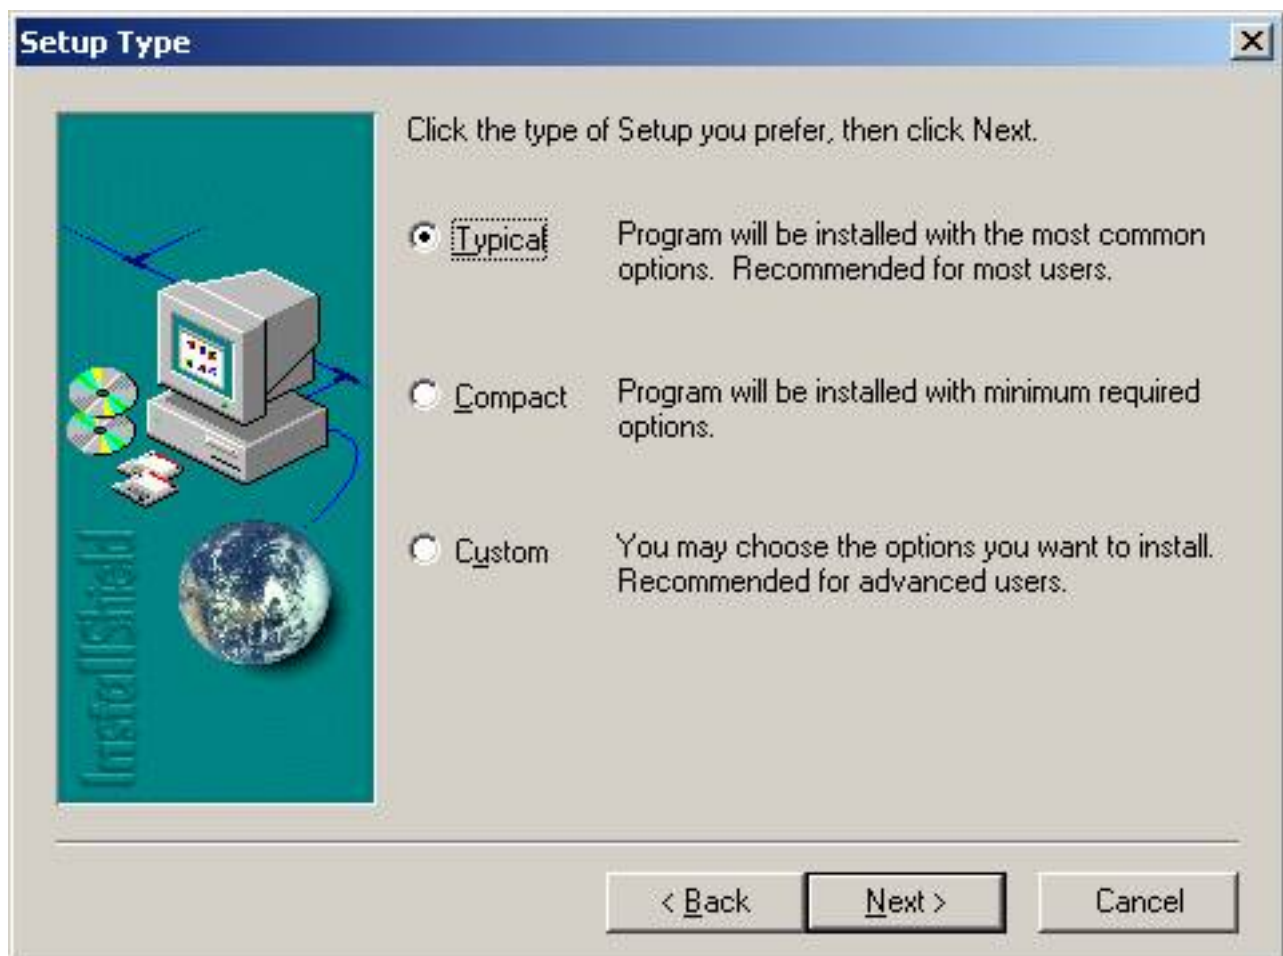 Setup Type
Click the type of Setup you prefer, then click Next.
Typical
Program will be installed with the most common
options.  Recommended for most users.
Compact
Program will be installed with minimum required
options.
Custom
You may choose the options you want to install.
Recommended for advanced users.
InstallShield
< Back
Next >
Cancel